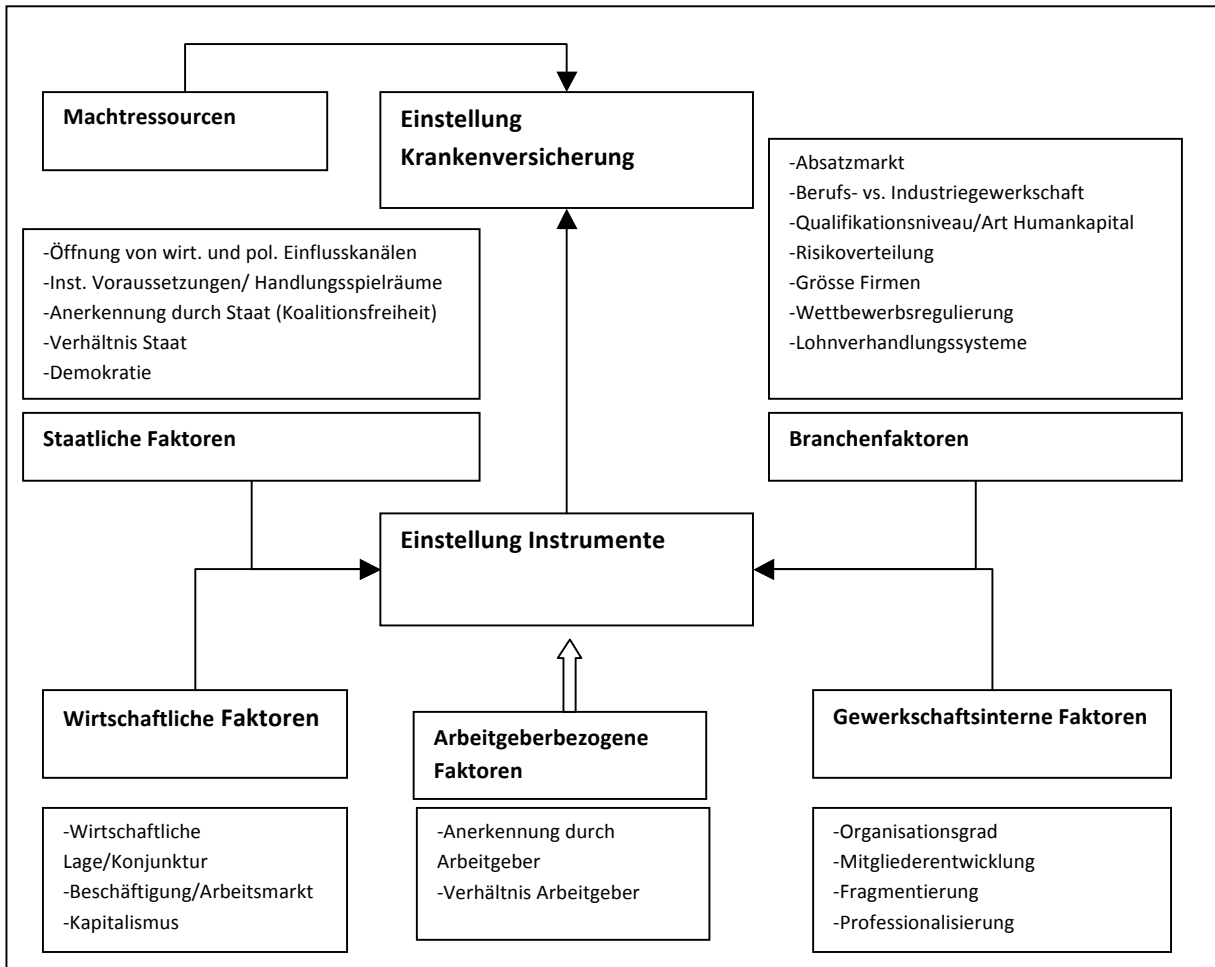 Machtressourcen
Einstellung
Krankenversicherung
-Absatzmarkt
-Berufs- vs. Industriegewerkschaft
-Qualifikationsniveau/Art Humankapital
-Risikoverteilung
-Grösse Firmen
-Wettbewerbsregulierung
-Lohnverhandlungssysteme
-Öffnung von wirt. und pol. Einflusskanälen
-Inst. Voraussetzungen/ Handlungsspielräume
-Anerkennung durch Staat (Koalitionsfreiheit)
-Verhältnis Staat
-Demokratie
Staatliche Faktoren
Branchenfaktoren
Einstellung Instrumente
Wirtschaftliche Faktoren
Arbeitgeberbezogene
Faktoren
Gewerkschaftsinterne Faktoren
-Wirtschaftliche
Lage/Konjunktur
-Beschäftigung/Arbeitsmarkt
-Kapitalismus
-Anerkennung durch
Arbeitgeber
-Verhältnis Arbeitgeber
-Organisationsgrad
-Mitgliederentwicklung
-Fragmentierung
-Professionalisierung